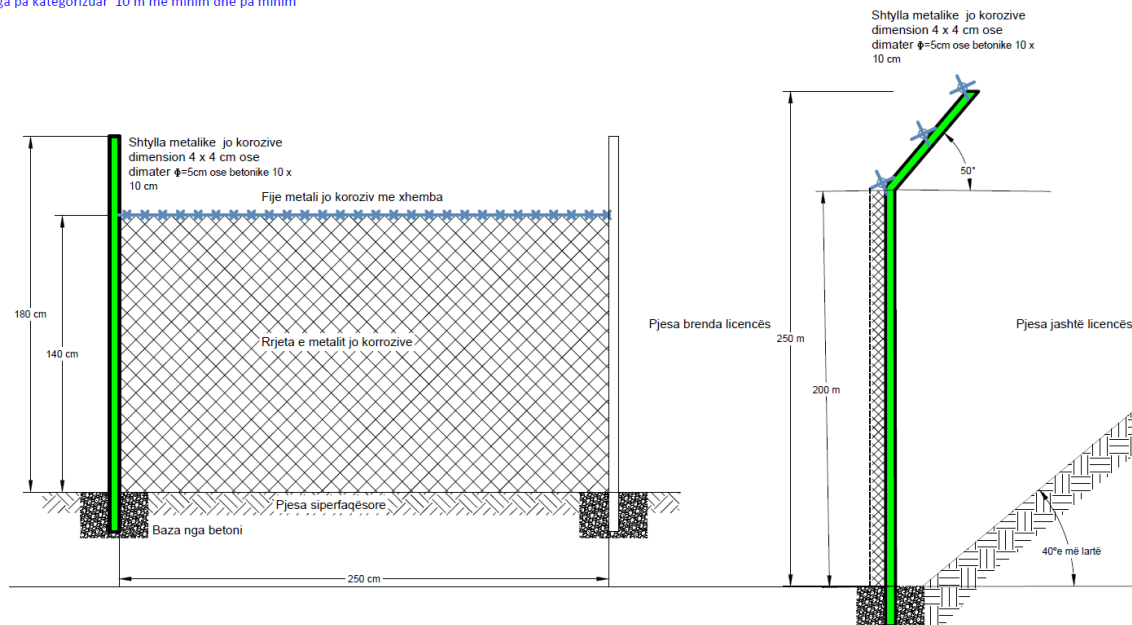 pa kategorizuar 10 m me minim dhe pa minim
Shtylla metalike jo korozive
dimension 4 x 4 cm ose
dimater ϕ=5cm ose betonike 10 x
10 cm
Shtylla metalike jo korozive
dimension 4 x 4 cm ose
dimater ϕ=5cm ose betonike 10 x
10 cm
Fije metali jo koroziv me xhemba
50°
180 cm
140 cm
Rrjeta e metalit jo korrozive
Pjesa brenda licencës
Pjesa jashtë licencës
250 m
200 m
Pjesa siperfaqësore
Baza nga betoni
250 cm
40°e më lartë